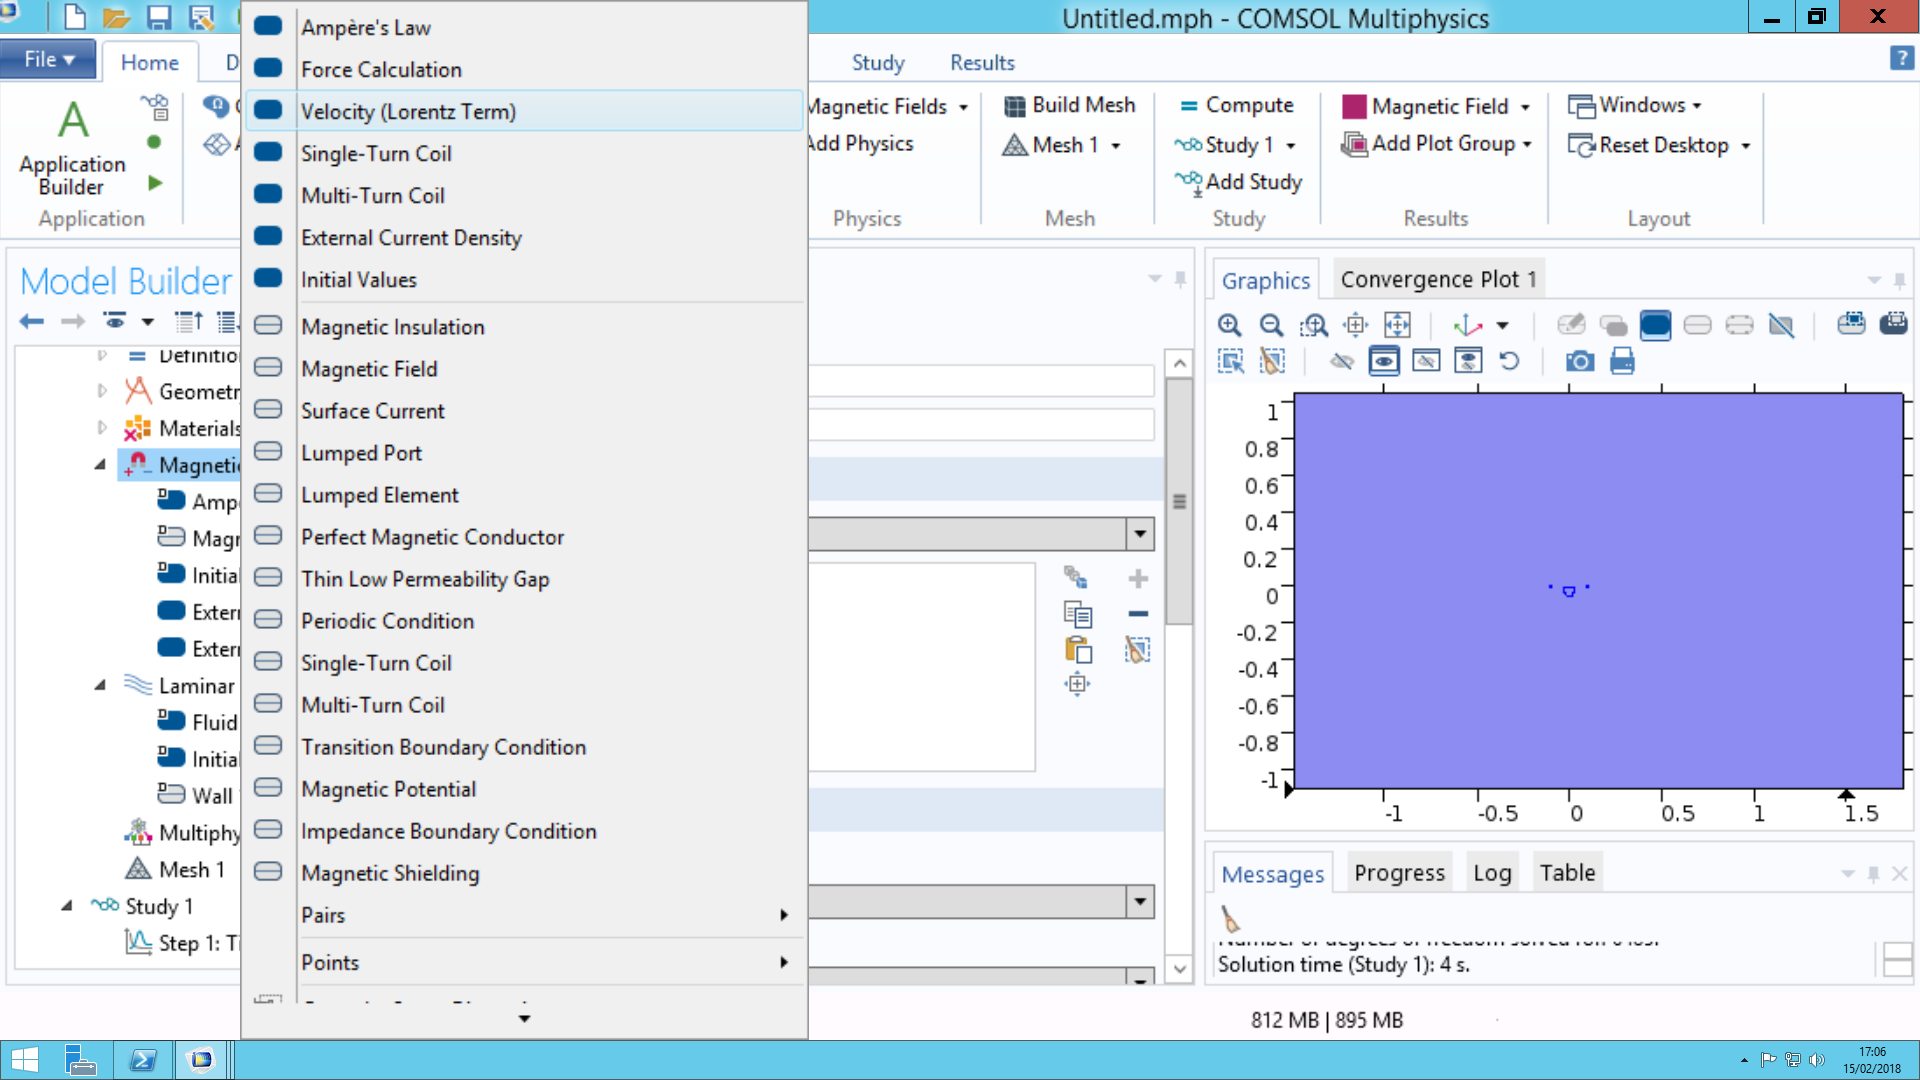 Untitled.mph - COMSOL Multiphysics
File
Home
D
Study
Results
Application Builder
Application
Magnetic Fields
Add Physics
Physics
Build Mesh
Mesh 1
Mesh
Compute
Study 1
Add Study
Study
Magnetic Field
Add Plot Group
Results
Windows
Reset Desktop
Layout
Ampère's Law
Force Calculation
Velocity (Lorentz Term)
Single-Turn Coil
Multi-Turn Coil
External Current Density
Initial Values
Magnetic Insulation
Magnetic Field
Surface Current
Lumped Port
Lumped Element
Perfect Magnetic Conductor
Thin Low Permeability Gap
Periodic Condition
Single-Turn Coil
Multi-Turn Coil
Transition Boundary Condition
Magnetic Potential
Impedance Boundary Condition
Magnetic Shielding
Pairs
Points
Model Builder
Definitio
Geometr
Materials
Magneti
Amp
Magr
Initial
Exter
Exter
Laminar
Fluid
Initia
Wall
Multiphy
Mesh 1
Study 1
Step 1: Ti
Graphics
Convergence Plot 1
1
0.8
0.6
0.4
0.2
0
-0.2
-0.4
-0.6
-0.8
-1
-1 -0.5 0 0.5 1 1.5
Messages
Progress
Log
Table
Solution time (Study 1): 4 s.
812 MB | 895 MB
17:06
15/02/2018